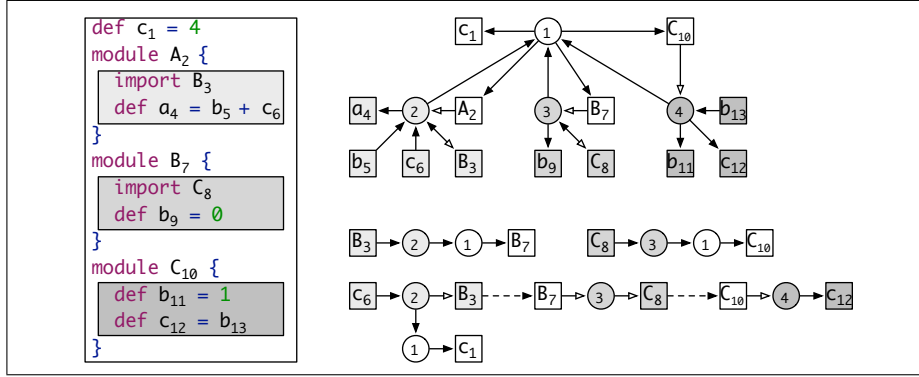 def c₁ = 4
module A₂ {
import B₃
def a₄ = b₅ + c₆
}
module B₇ {
import C₈
def b₉ = 0
}
module C₁₀ {
def b₁₁ = 1
def c₁₂ = b₁₃
}
c₁ 1 C₁₀
a₄ 2 A₂ 3 B₇ 4 b₁₃
b₅ c₆ B₃ b₉ C₈ b₁₁ c₁₂
B₃ 2 1 B₇ C₈ 3 1 C₁₀
c₆ 2 B₃ B₇ 3 C₈ C₁₀ 4 c₁₂
1 c₁